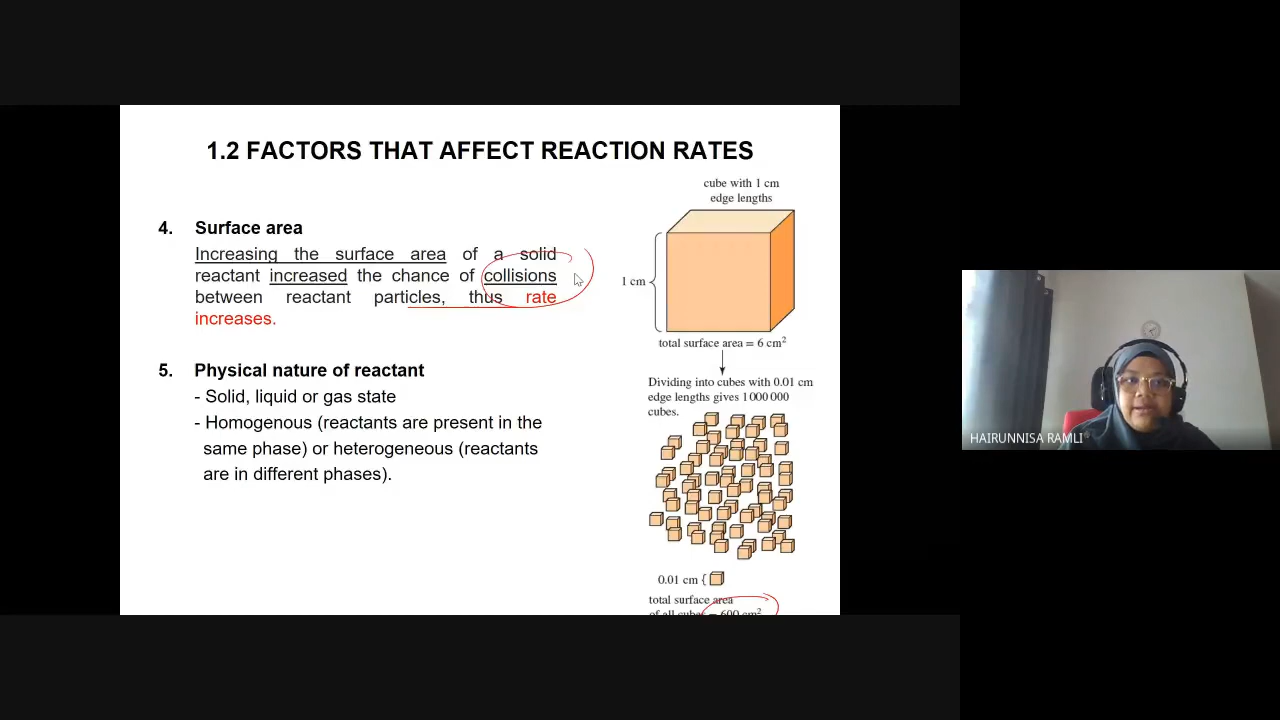 1.2 FACTORS THAT AFFECT REACTION RATES
4. Surface area
Increasing the surface area of a solid
reactant increased the chance of collisions
between reactant particles, thus rate
increases.
5. Physical nature of reactant
- Solid, liquid or gas state
- Homogenous (reactants are present in the
same phase) or heterogeneous (reactants
are in different phases).
cube with 1 cm
edge lengths
1 cm
total surface area = 6 cm²
Dividing into cubes with 0.01 cm
edge lengths gives 1 000 000
cubes.
0.01 cm {
total surface area
of all cubes = 600 cm²
HAIRUNNISA RAMLI